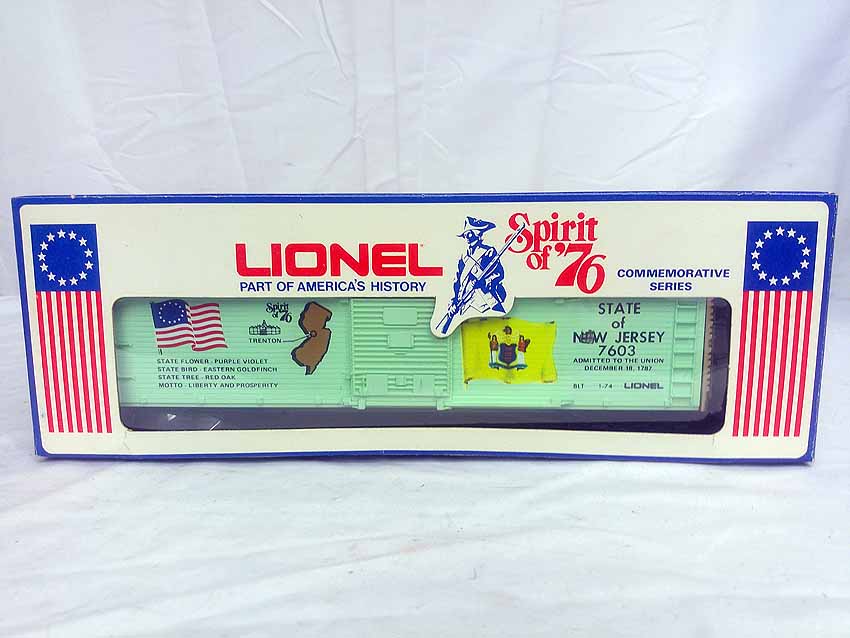 LIONEL
PART OF AMERICA'S HISTORY
Spirit
of '76
COMMEMORATIVE
SERIES
Spirit
of '76
TRENTON
STATE FLOWER - PURPLE VIOLET
STATE BIRD - EASTERN GOLDFINCH
STATE TREE - RED OAK
MOTTO - LIBERTY AND PROSPERITY
STATE
of
NEW JERSEY
7603
ADMITTED TO THE UNION
DECEMBER 18, 1787
BLT 1-74 LIONEL